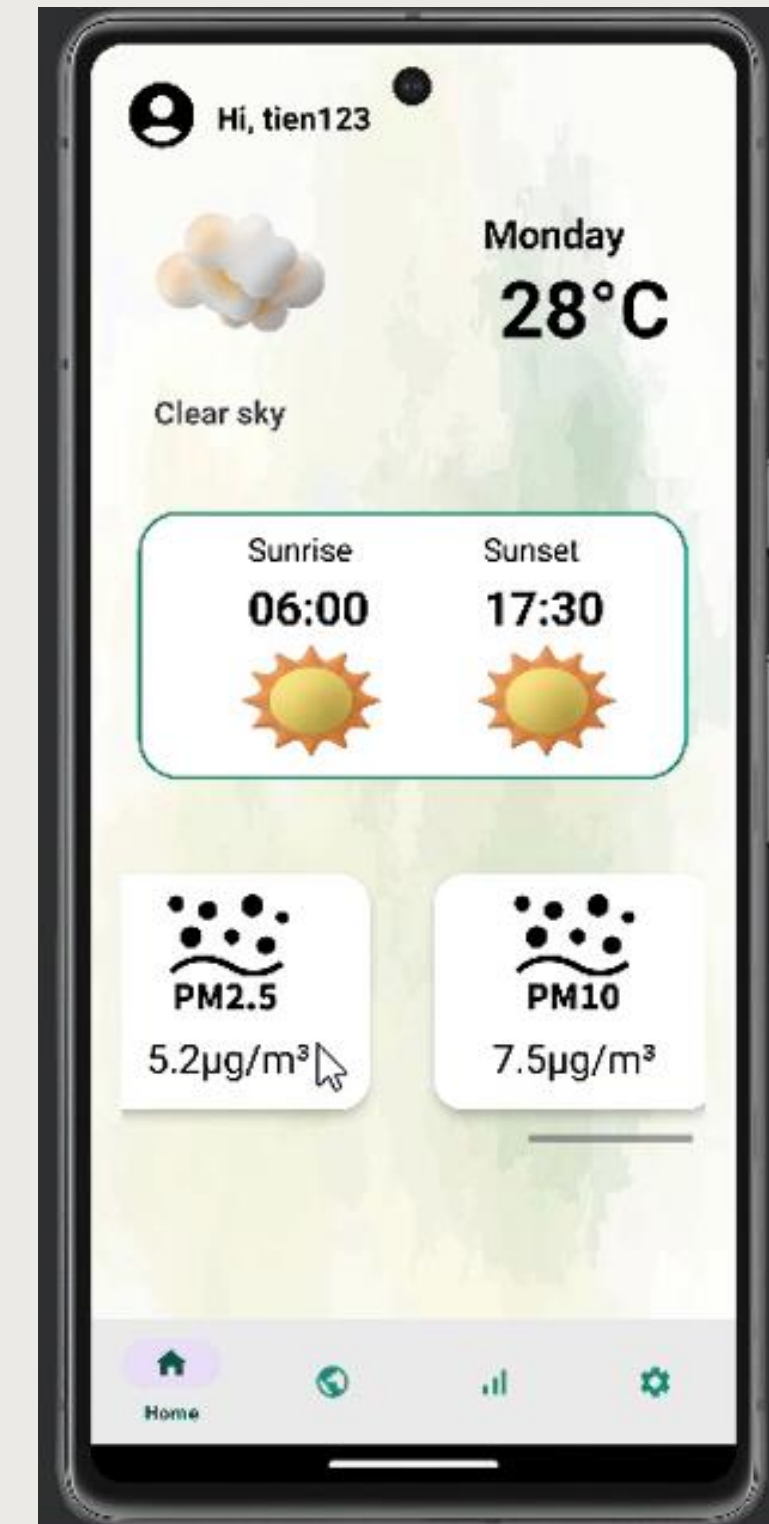 Hi, tien123
Monday
28°C
Clear sky
Sunrise Sunset
06:00 17:30
PM2.5 PM10
5.2µg/m³ 7.5µg/m³
Home